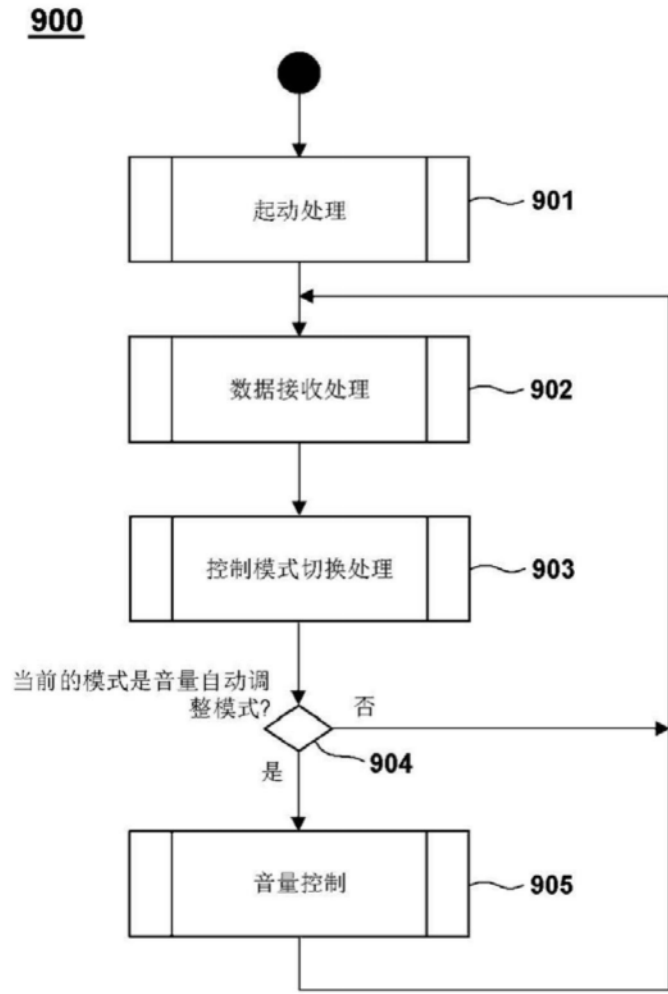 900
起动处理
901
数据接收处理
902
控制模式切换处理
903
当前的模式是音量自动调
整模式?
否
904
是
音量控制
905